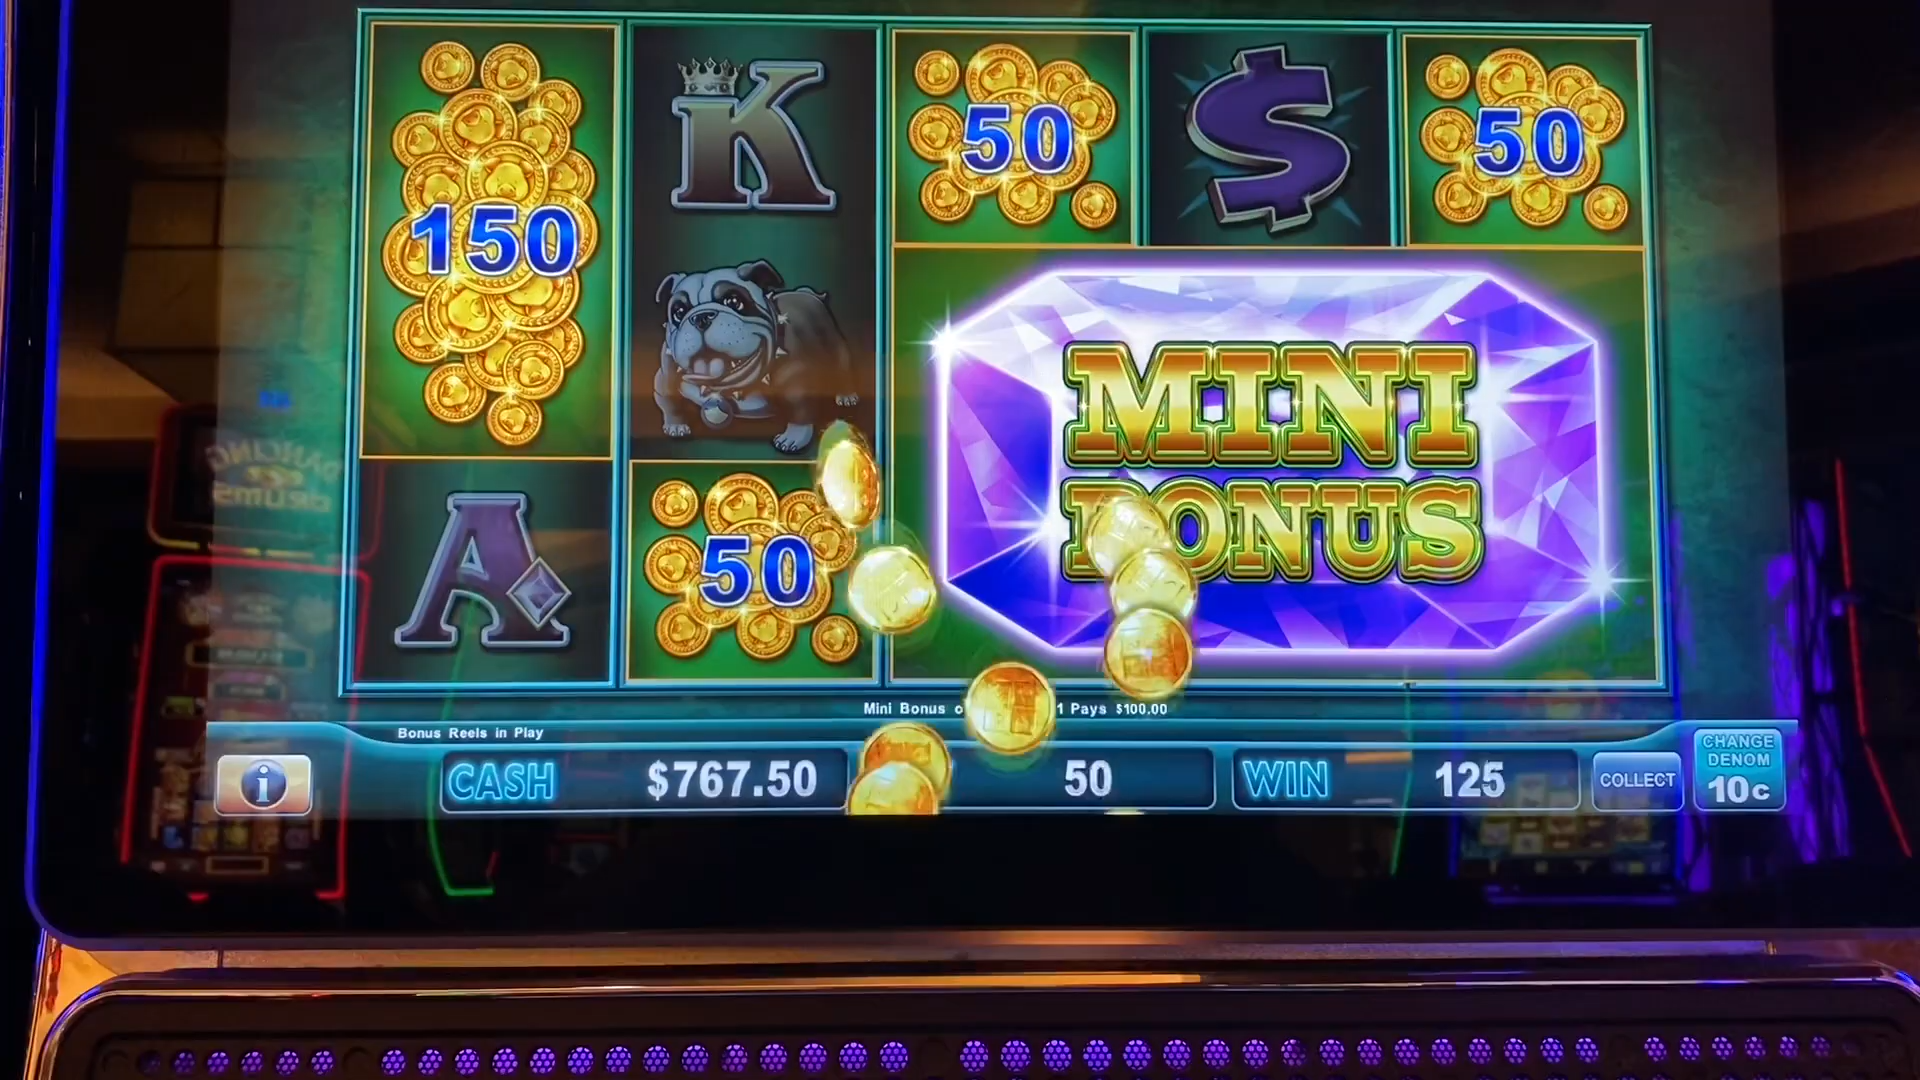 150
K
50
$
50
A
50
MINI
BONUS
Mini Bonus
1 Pays $100.00
Bonus Reels in Play
i
CASH $767.50
50
WIN 125
COLLECT
CHANGE
DENOM
10c